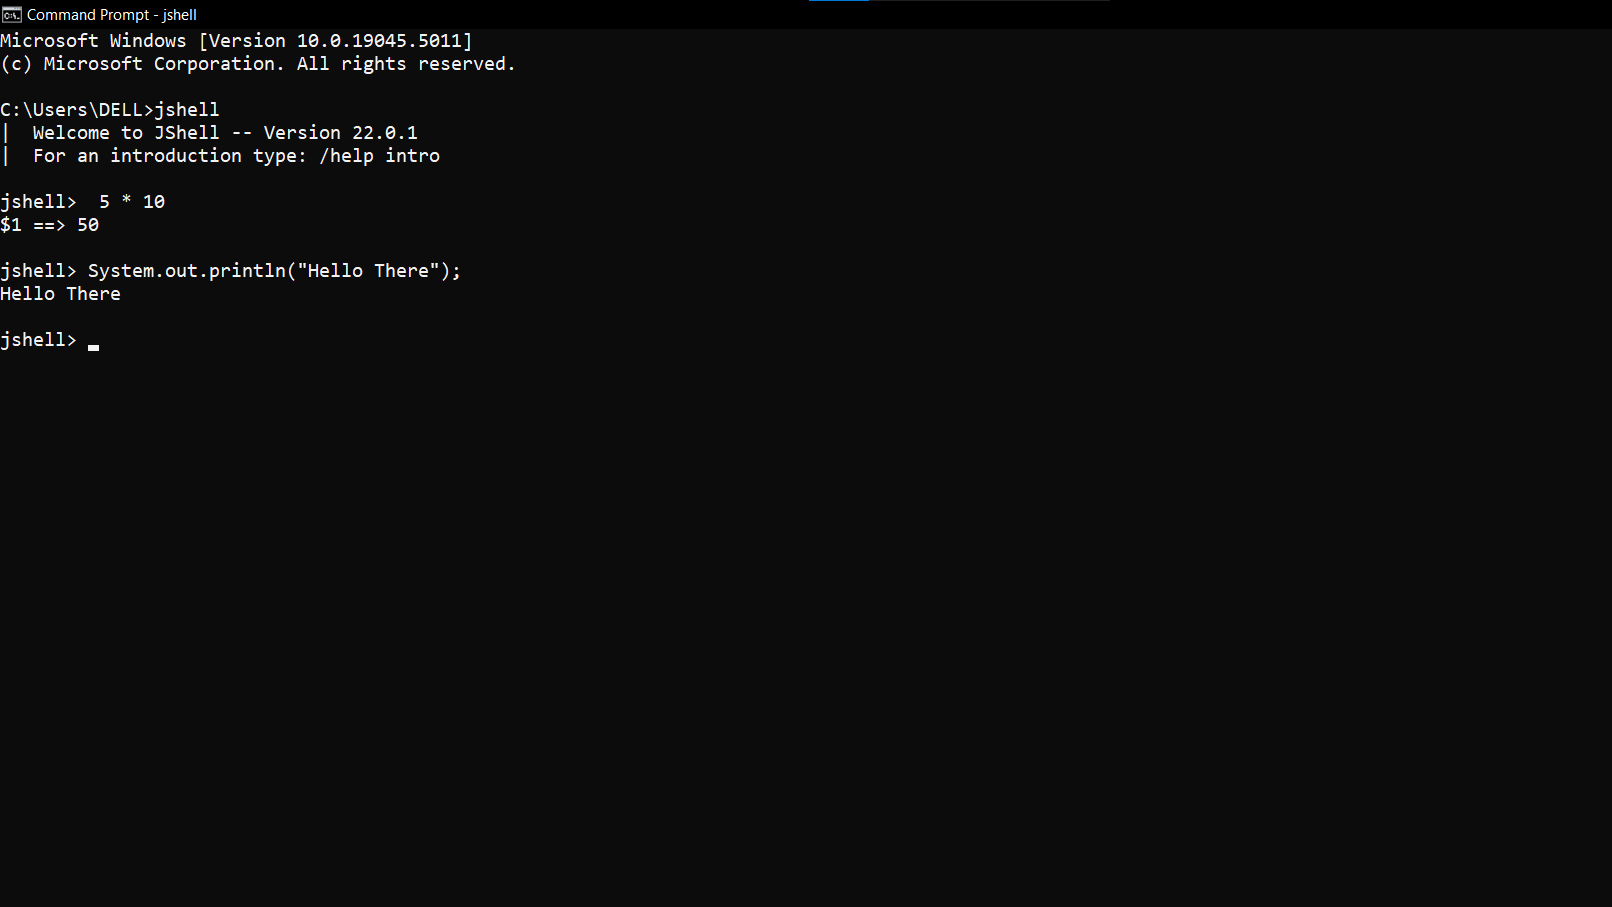 Command Prompt - jshell
Microsoft Windows [Version 10.0.19045.5011]
(c) Microsoft Corporation. All rights reserved.
C:\Users\DELL>jshell
|  Welcome to JShell -- Version 22.0.1
|  For an introduction type: /help intro
jshell>  5 * 10
$1 ==> 50
jshell> System.out.println("Hello There");
Hello There
jshell>